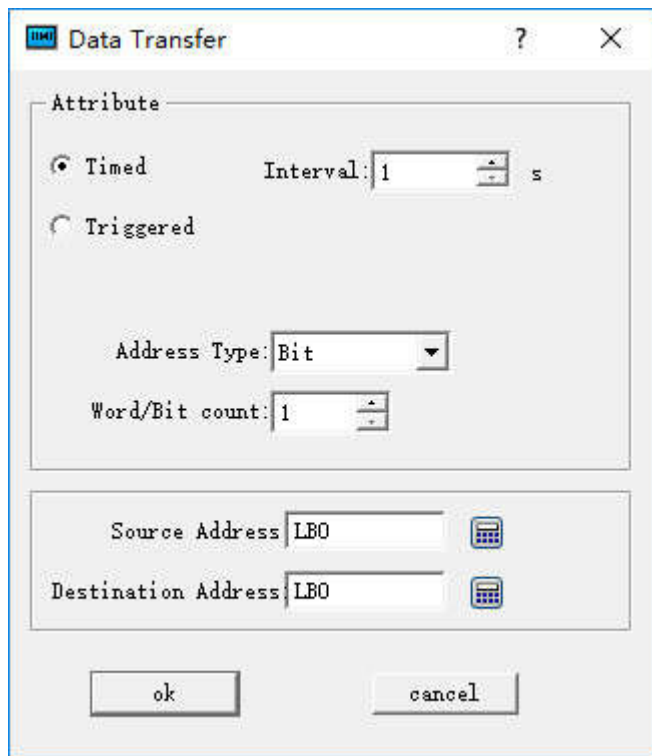 HMI Data Transfer ? ×
Attribute
Timed Interval: 1 s
Triggered
Address Type: Bit
Word/Bit count: 1
Source Address LB0
Destination Address LB0
ok cancel